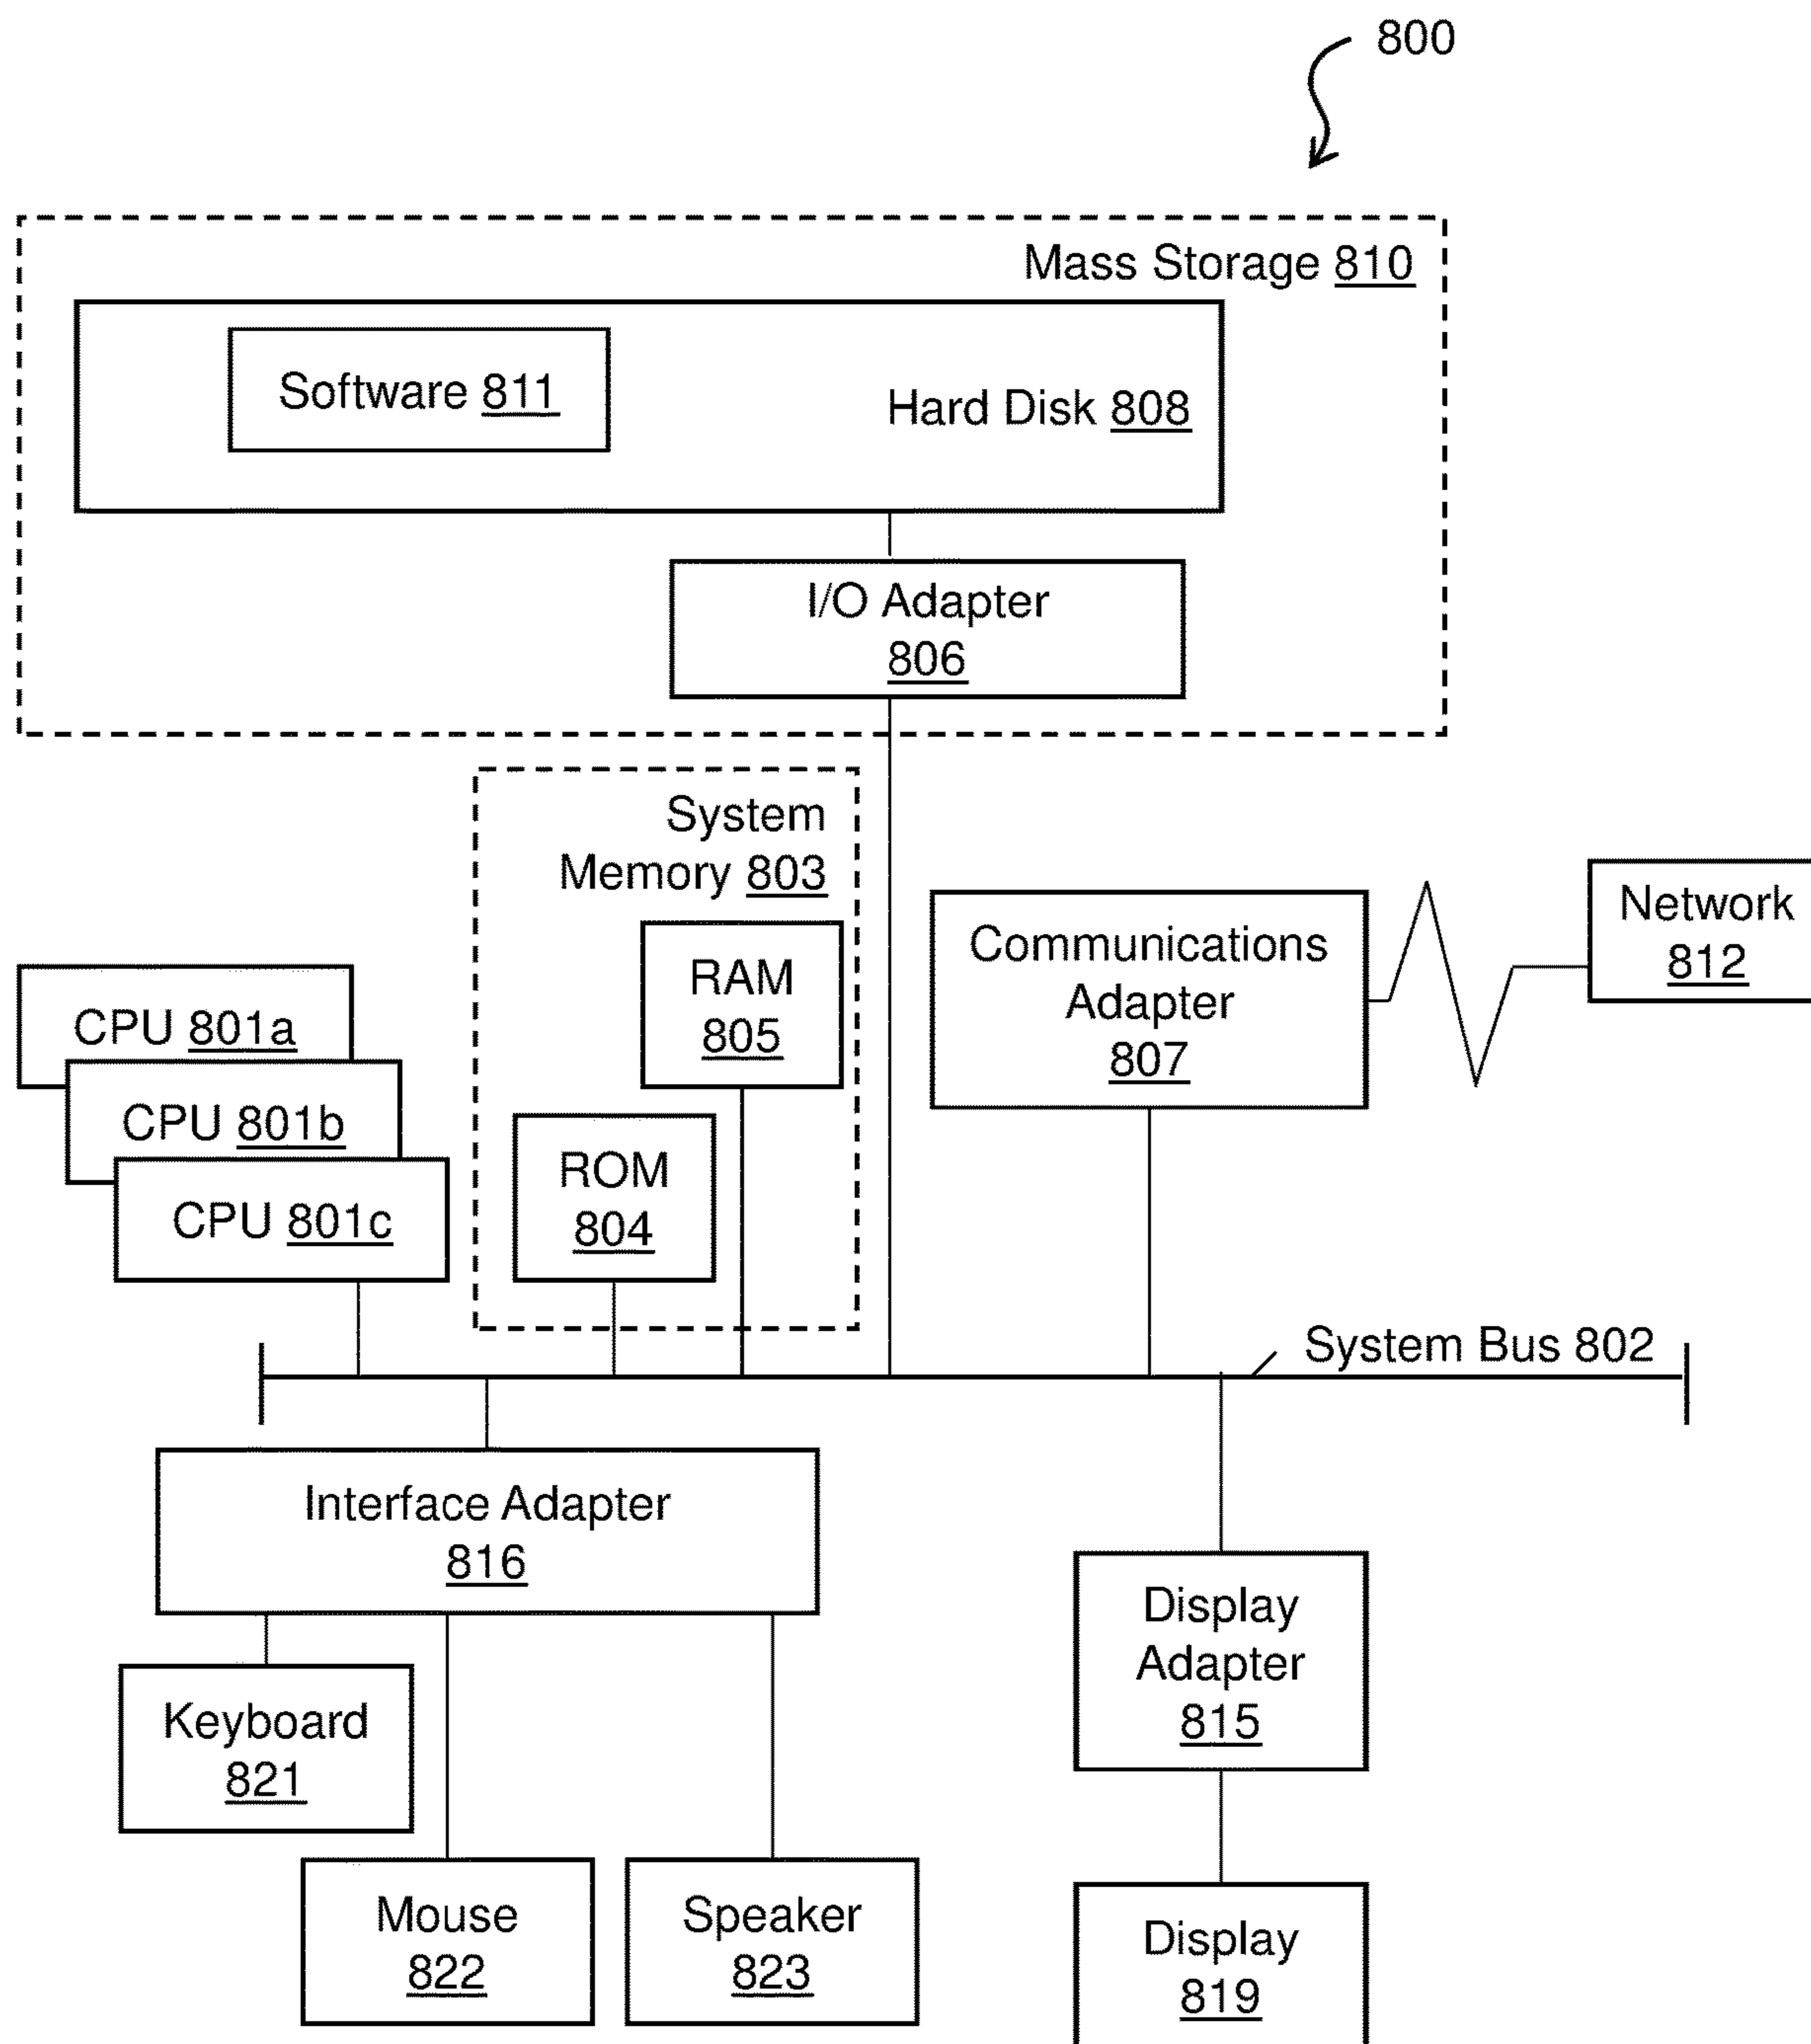 800
Mass Storage 810
Software 811
Hard Disk 808
I/O Adapter
806
System
Memory 803
RAM
805
ROM
804
CPU 801a
CPU 801b
CPU 801c
Communications
Adapter
807
Network
812
System Bus 802
Interface Adapter
816
Keyboard
821
Mouse
822
Speaker
823
Display
Adapter
815
Display
819